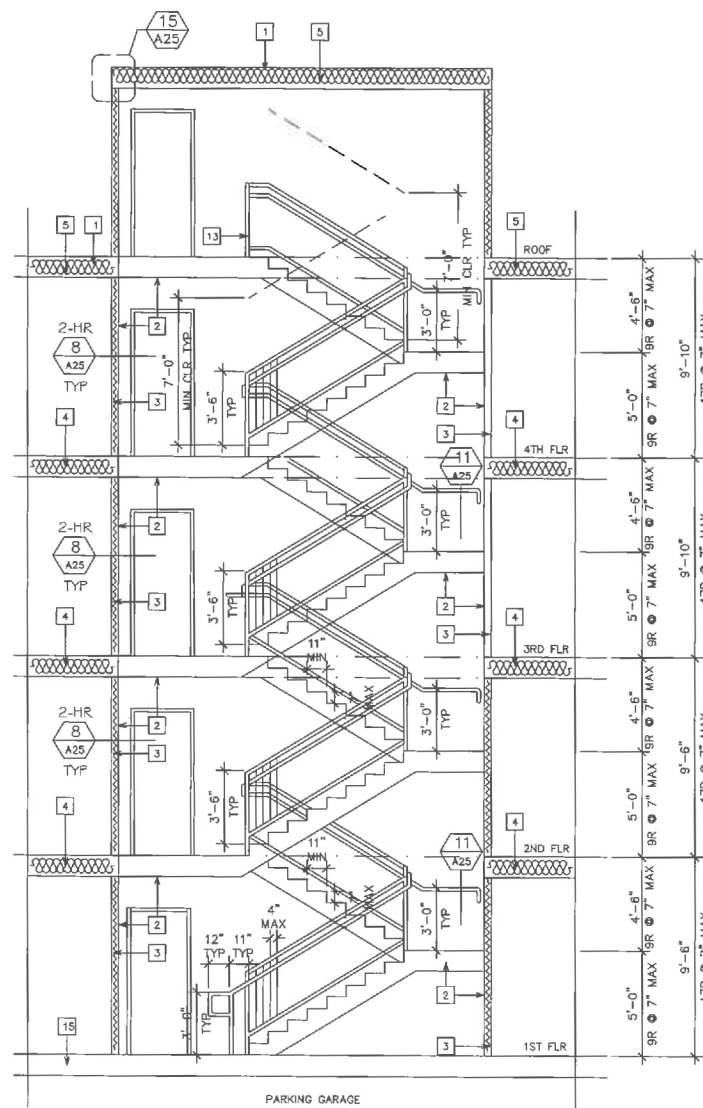 15
A25
1
5
13
5
1
5
ROOF
2-HR
8
A25
TYP
2
3
4
7'-0"
MIN CLR TYP
3'-6"
TYP
7'-0"
MIN CLR TYP
3'-0"
TYP
2
3
4
4TH FLR
11
A25
4'-6"
9R @ 7" MAX
5'-0"
9R @ 7" MAX
9'-10"
2-HR
8
A25
TYP
2
3
4
3'-6"
TYP
11"
MIN
MAX
3'-0"
TYP
2
3
4
3RD FLR
4'-6"
9R @ 7" MAX
5'-0"
9R @ 7" MAX
9'-10"
2-HR
8
A25
TYP
2
3
4
3'-6"
TYP
11"
MIN
MAX
3'-0"
TYP
4
2ND FLR
11
A25
4'-6"
9R @ 7" MAX
5'-0"
9R @ 7" MAX
9'-6"
2
3
12"
TYP
11"
TYP
4"
MAX
TYP
3'-0"
TYP
2
3
1ST FLR
4'-6"
9R @ 7" MAX
5'-0"
9R @ 7" MAX
9'-6"
15
PARKING GARAGE